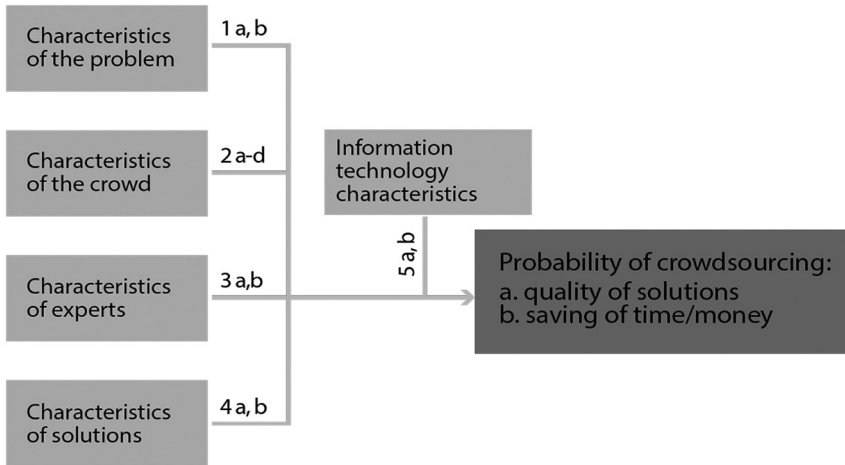 Characteristics
of the problem
1 a, b
Characteristics
of the crowd
2 a-d
Information
technology
characteristics
5 a, b
Characteristics
of experts
3 a,b
Probability of crowdsourcing:
a. quality of solutions
b. saving of time/money
Characteristics
of solutions
4 a, b